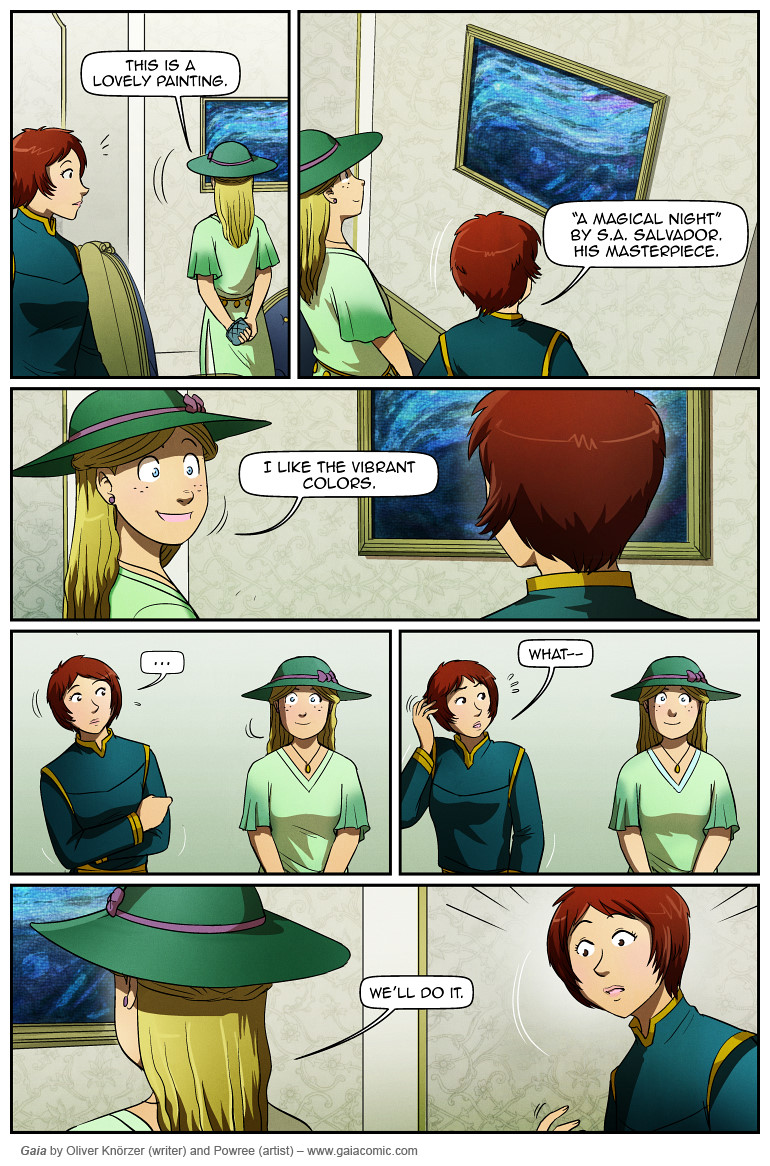 THIS IS A
LOVELY PAINTING.
"A MAGICAL NIGHT"
BY S.A. SALVADOR.
HIS MASTERPIECE.
I LIKE THE VIBRANT
COLORS.
...
WHAT--
WE'LL DO IT.
Gaia by Oliver Knörzer (writer) and Powree (artist) – www.gaiacomic.com